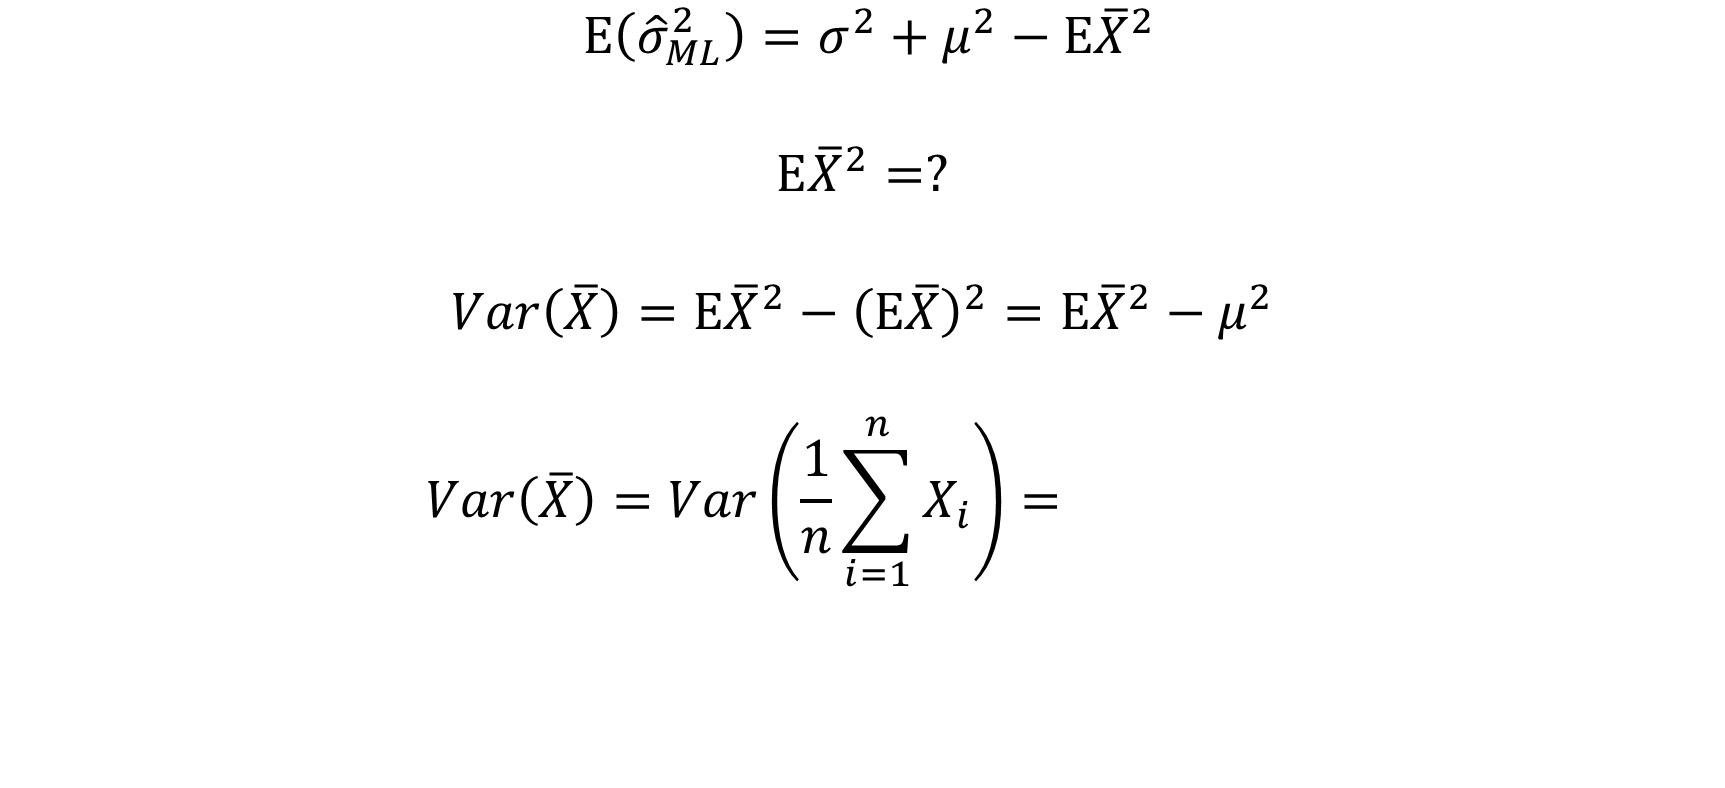 E(σ̂²_ML) = σ² + μ² − EX̄²
EX̄² =?
Var(X̄) = EX̄² − (EX̄)² = EX̄² − μ²
Var(X̄) = Var(1/n ∑_{i=1}^{n} X_i) =